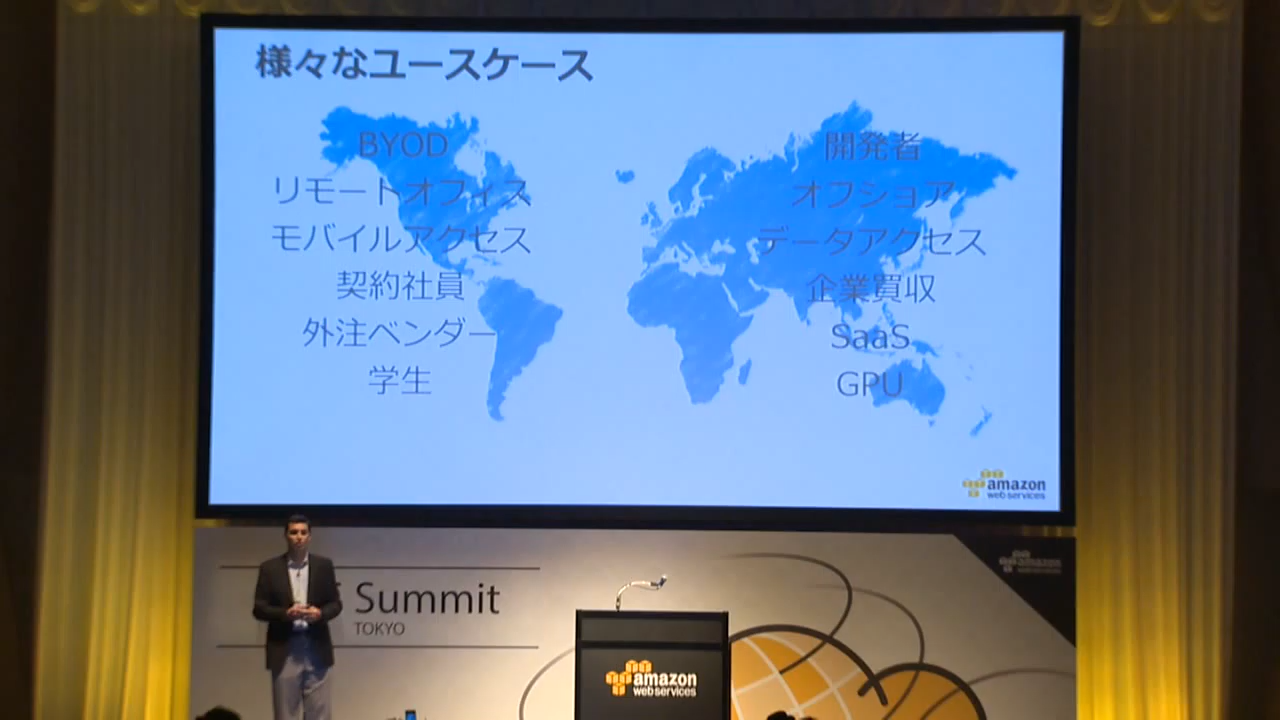 様々なユースケース
BYOD
リモートオフィス
モバイルアクセス
契約社員
外注ベンダー
学生
開発者
オフショア
データアクセス
企業買収
SaaS
GPU
amazon
web services
Summit
TOKYO
amazon
web services
amazon
web services